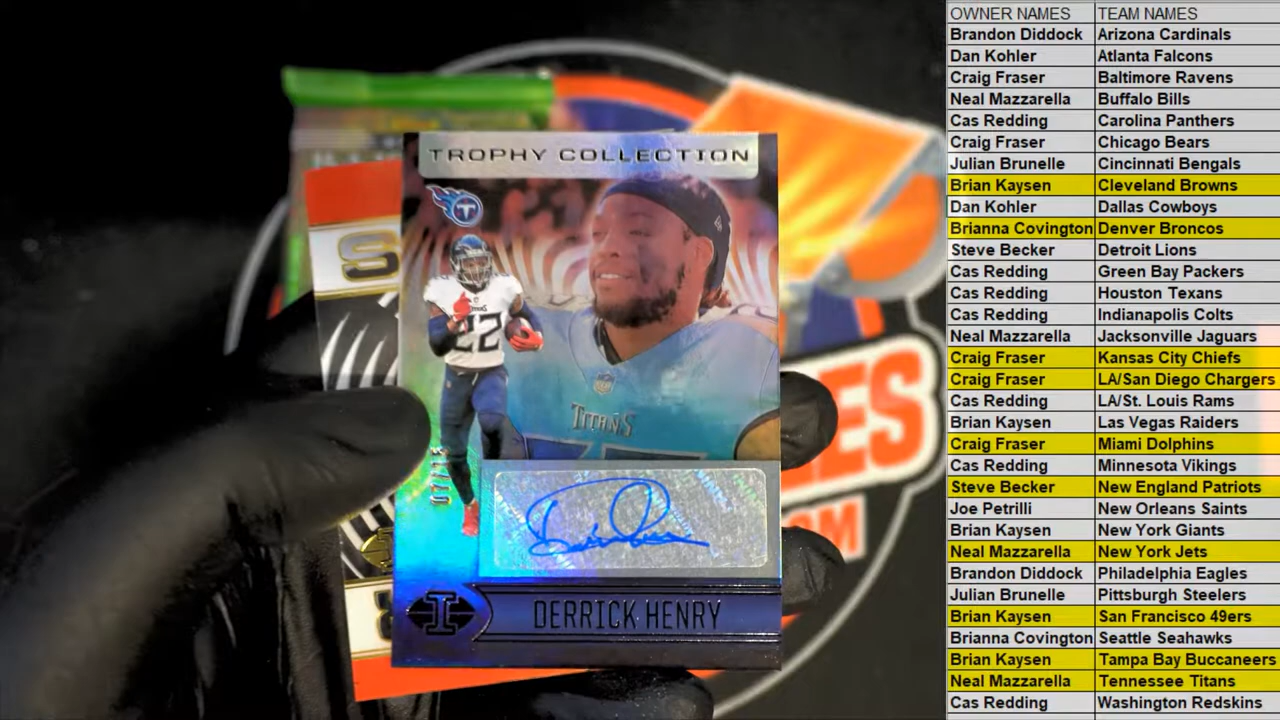 TROPHY COLLECTION
T
22
TITANS
DERRICK HENRY
I
S
ES
OM
OWNER NAMES TEAM NAMES
Brandon Diddock Arizona Cardinals
Dan Kohler Atlanta Falcons
Craig Fraser Baltimore Ravens
Neal Mazzarella Buffalo Bills
Cas Redding Carolina Panthers
Craig Fraser Chicago Bears
Julian Brunelle Cincinnati Bengals
Brian Kaysen Cleveland Browns
Dan Kohler Dallas Cowboys
Brianna Covington Denver Broncos
Steve Becker Detroit Lions
Cas Redding Green Bay Packers
Cas Redding Houston Texans
Cas Redding Indianapolis Colts
Neal Mazzarella Jacksonville Jaguars
Craig Fraser Kansas City Chiefs
Craig Fraser LA/San Diego Chargers
Cas Redding LA/St. Louis Rams
Brian Kaysen Las Vegas Raiders
Craig Fraser Miami Dolphins
Cas Redding Minnesota Vikings
Steve Becker New England Patriots
Joe Petrilli New Orleans Saints
Brian Kaysen New York Giants
Neal Mazzarella New York Jets
Brandon Diddock Philadelphia Eagles
Julian Brunelle Pittsburgh Steelers
Brian Kaysen San Francisco 49ers
Brianna Covington Seattle Seahawks
Brian Kaysen Tampa Bay Buccaneers
Neal Mazzarella Tennessee Titans
Cas Redding Washington Redskins